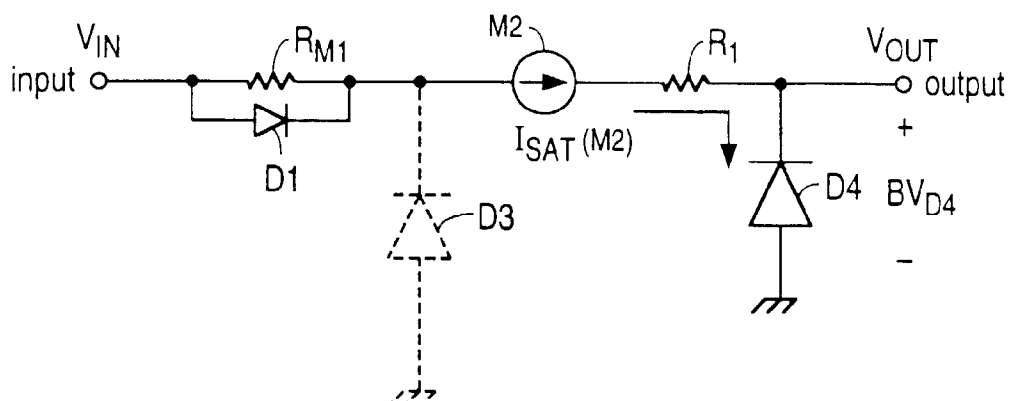 V_IN
R_M1
M2
R_1
V_OUT
input
output
D1
I_SAT (M2)
+
D3
D4
BV_D4
–